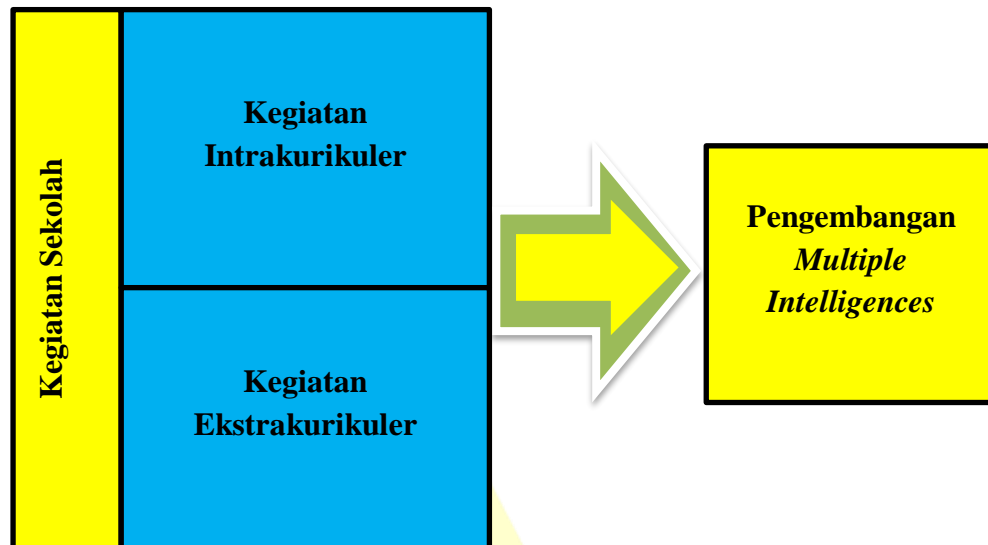 Kegiatan Sekolah
Kegiatan
Intrakurikuler
Kegiatan
Ekstrakurikuler
Pengembangan
Multiple
Intelligences